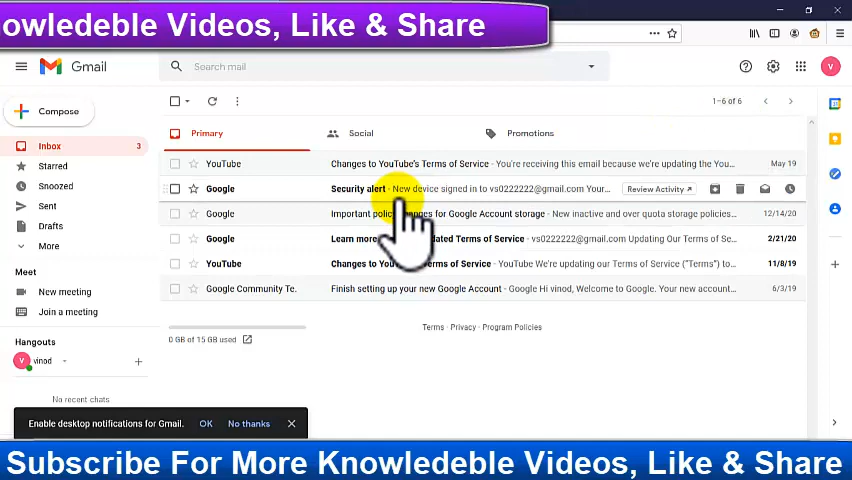 owledeble Videos, Like & Share
Gmail
Search mail
V
Compose
1–6 of 6
Inbox 3
Primary
Social
Promotions
Starred
YouTube Changes to YouTube's Terms of Service - You're receiving this email because we're updating the You... May 19
Snoozed
Google Security alert - New device signed in to vs0222222@gmail.com Your... Review Activity
Sent
Google Important polic anges for Google Account storage - New inactive and over quota storage policies... 12/14/20
Drafts
Google Learn more dated Terms of Service - vs0222222@gmail.com Updating Our Terms of Se... 2/21/20
More
YouTube Changes to You Terms of Service - YouTube We're updating our Terms of Service ("Terms") to... 11/8/19
Meet
Google Community Te. Finish setting up your new Google Account - Google Hi vinod, Welcome to Google. Your new account... 6/3/19
New meeting
Join a meeting
Terms · Privacy · Program Policies
Hangouts
0 GB of 15 GB used
V vinod
No recent chats
Enable desktop notifications for Gmail. OK No thanks
Subscribe For More Knowledeble Videos, Like & Share